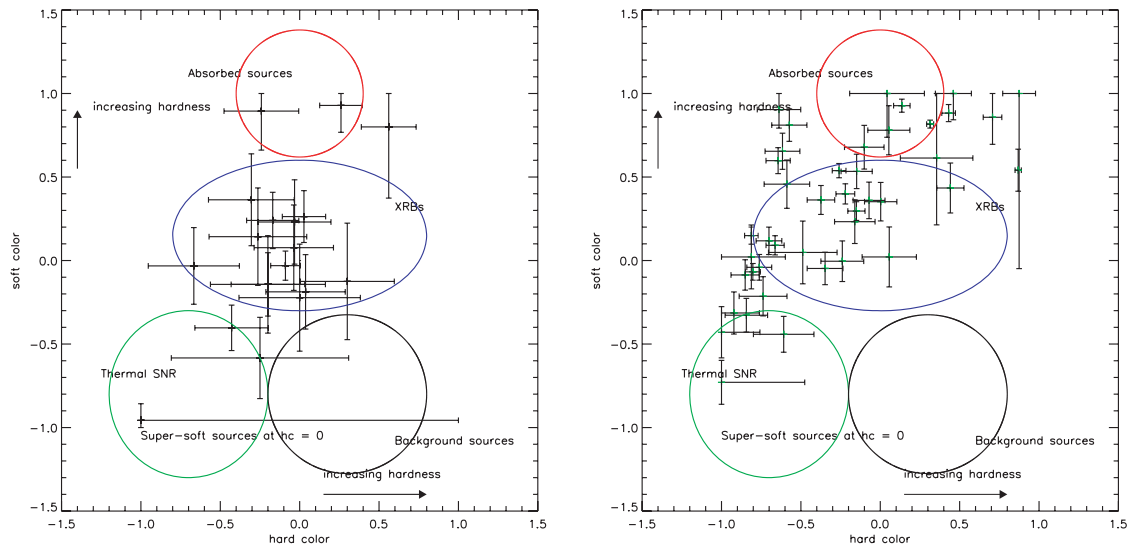 1.5
Absorbed sources
1.0
increasing hardness
0.5
XRBs
soft color
0.0
−0.5
Thermal SNR
−1.0
Super−soft sources at hc = 0
Background sources
increasing hardness
−1.5
−1.5 −1.0 −0.5 0.0 0.5 1.0 1.5
hard color
1.5
Absorbed sources
1.0
increasing hardness
0.5
XRBs
soft color
0.0
−0.5
Thermal SNR
−1.0
Super−soft sources at hc = 0
Background sources
increasing hardness
−1.5
−1.5 −1.0 −0.5 0.0 0.5 1.0 1.5
hard color